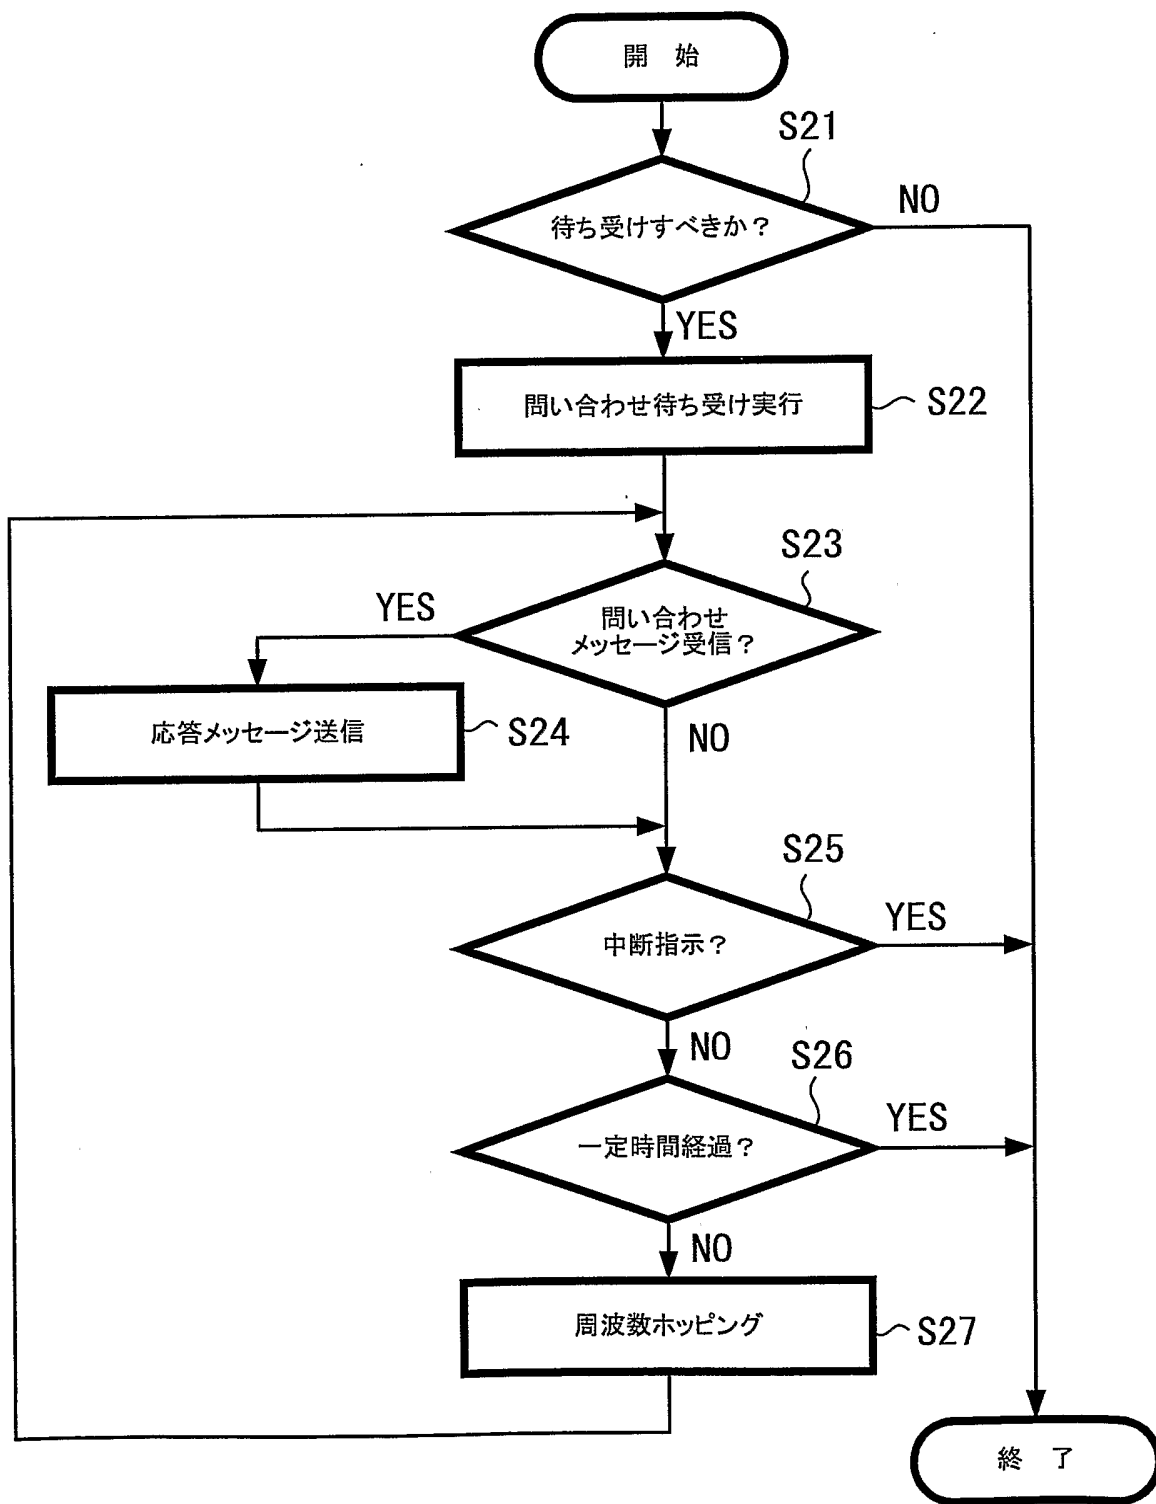 開 始
S21
待ち受けすべきか？
NO
YES
問い合わせ待ち受け実行
S22
S23
YES
問い合わせ
メッセージ受信？
応答メッセージ送信
S24
NO
S25
中断指示？
YES
NO
S26
一定時間経過？
YES
NO
周波数ホッピング
S27
終 了